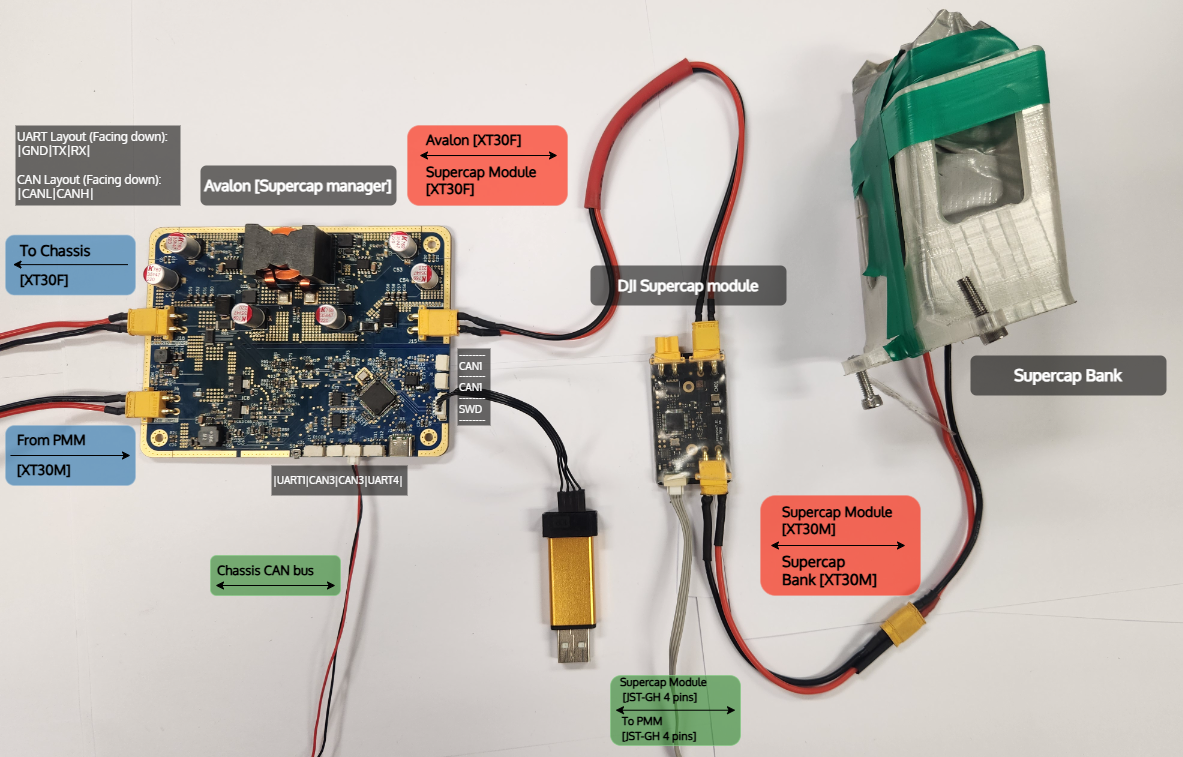 UART Layout (Facing down):
|GND|TX|RX|
CAN Layout (Facing down):
|CANL|CANH|
Avalon [Supercap manager]
Avalon [XT30F]
Supercap Module
[XT30F]
To Chassis
[XT30F]
DJI Supercap module
Supercap Bank
CAN1
CAN1
SWD
From PMM
[XT30M]
|UART1|CAN3|CAN3|UART4|
Chassis CAN bus
Supercap Module
[XT30M]
Supercap
Bank [XT30M]
Supercap Module
[JST-GH 4 pins]
To PMM
[JST-GH 4 pins]
C53
C54
J15